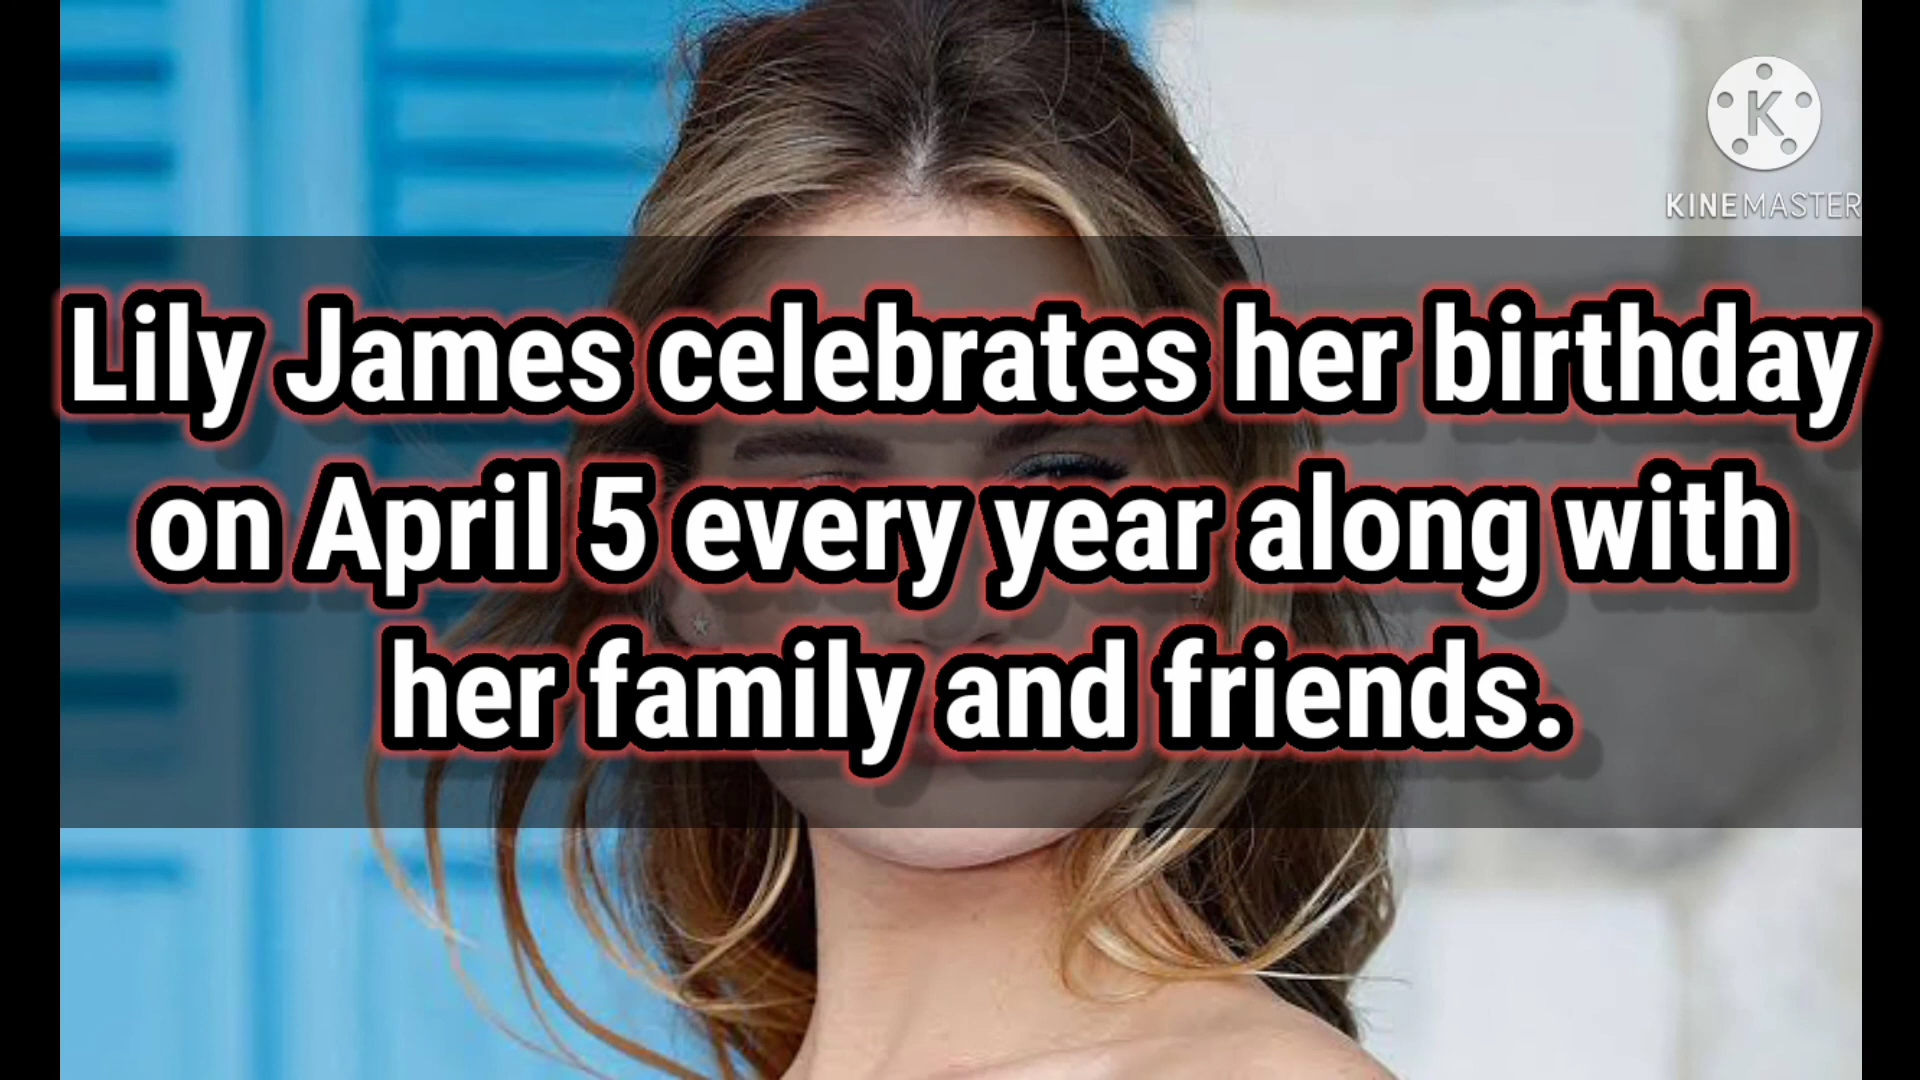 K
KINEMASTER
Lily James celebrates her birthday
on April 5 every year along with
her family and friends.